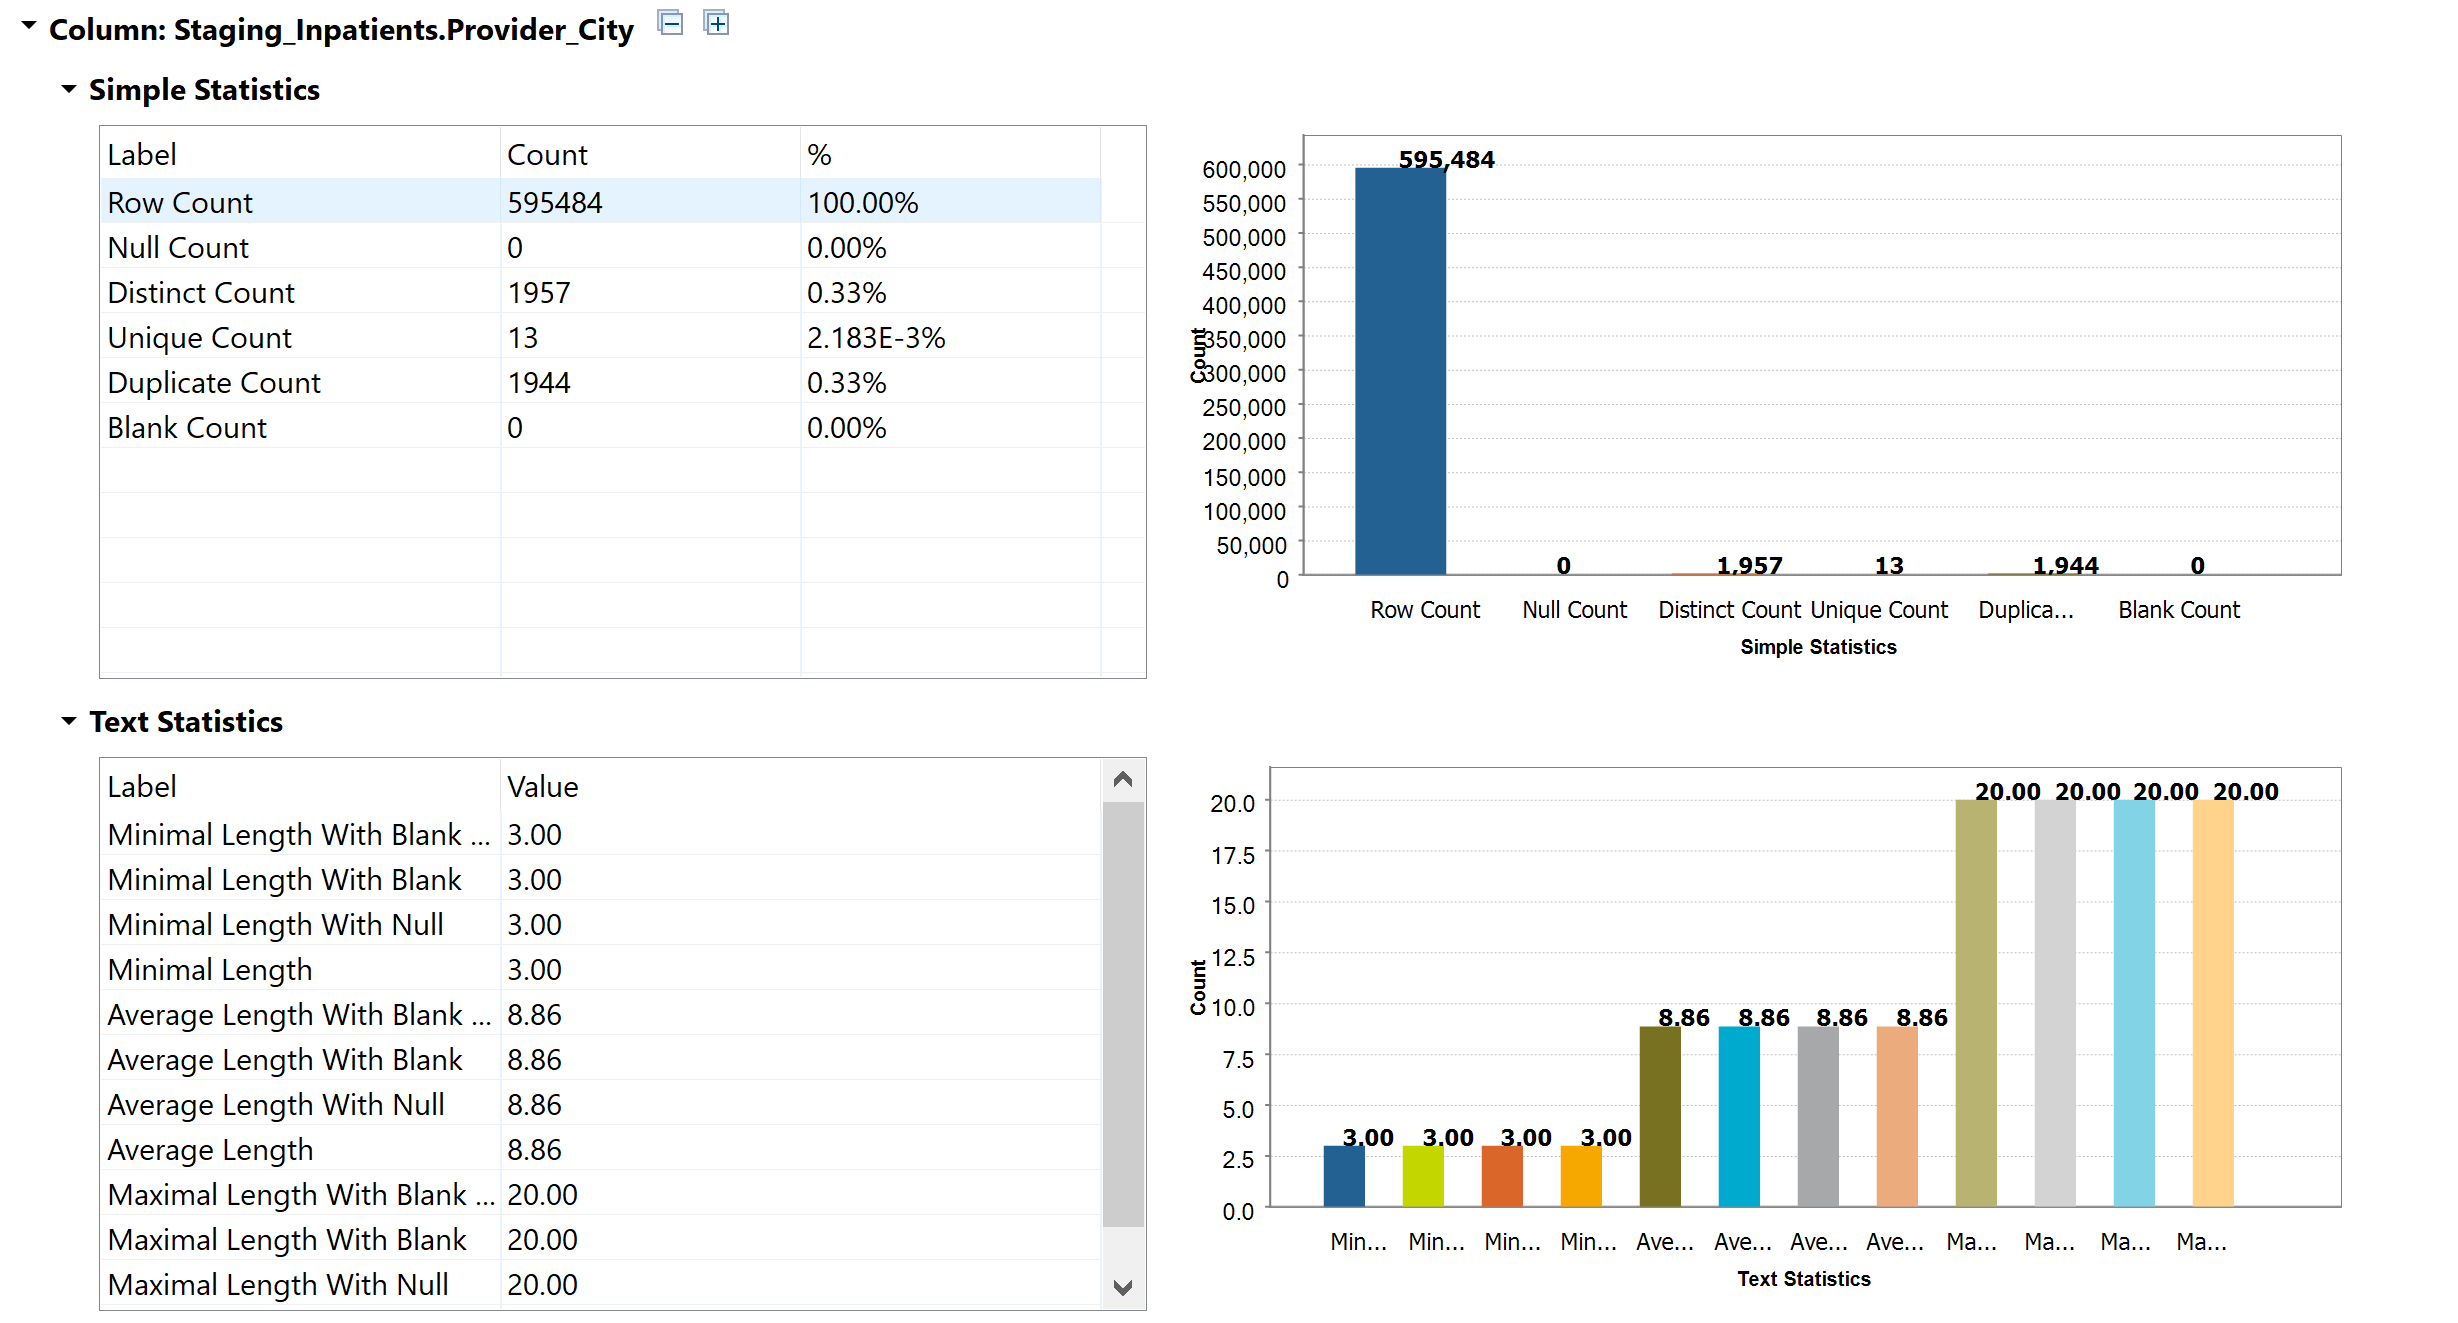 Column: Staging_Inpatients.Provider_City
Simple Statistics
Label Count %
Row Count 595484 100.00%
Null Count 0 0.00%
Distinct Count 1957 0.33%
Unique Count 13 2.183E-3%
Duplicate Count 1944 0.33%
Blank Count 0 0.00%
600,000
550,000
500,000
450,000
400,000
350,000
300,000
250,000
200,000
150,000
100,000
50,000
0
Count
595,484 0 1,957 13 1,944 0
Row Count Null Count Distinct Count Unique Count Duplica... Blank Count
Simple Statistics
Text Statistics
Label Value
Minimal Length With Blank ... 3.00
Minimal Length With Blank 3.00
Minimal Length With Null 3.00
Minimal Length 3.00
Average Length With Blank ... 8.86
Average Length With Blank 8.86
Average Length With Null 8.86
Average Length 8.86
Maximal Length With Blank ... 20.00
Maximal Length With Blank 20.00
Maximal Length With Null 20.00
20.0
17.5
15.0
12.5
10.0
7.5
5.0
2.5
0.0
Count
3.00 3.00 3.00 3.00 8.86 8.86 8.86 8.86 20.00 20.00 20.00 20.00
Min... Min... Min... Min... Ave... Ave... Ave... Ave... Ma... Ma... Ma... Ma...
Text Statistics